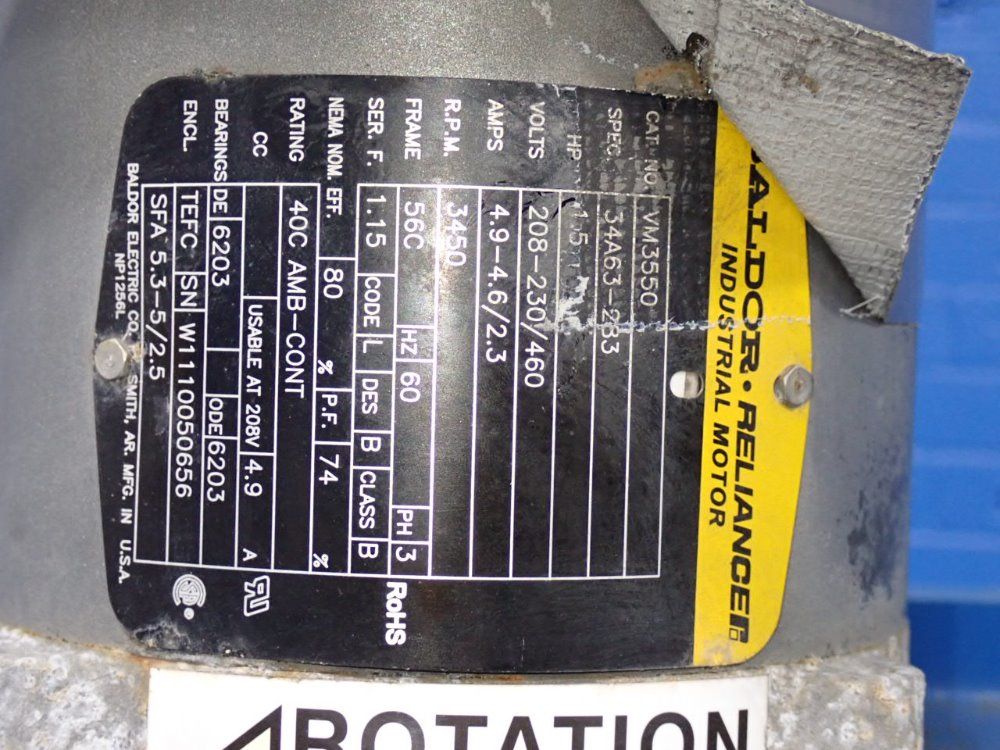 BALDOR • RELIANCER
INDUSTRIAL MOTOR
CAT. NO. VM3550
SPEC. 34A63-233
HP 1.5
VOLTS 208-230/460
AMPS 4.9-4.6/2.3
R.P.M. 3450
FRAME 56C HZ 60 PH 3
SER. F. 1.15 CODE L DES B CLASS B
NEMA NOM. EFF. 80 % P.F. 74 %
RATING 40C AMB-CONT
CC USABLE AT 208V 4.9 A
BEARINGS DE 6203 ODE 6203
ENCL. TEFC SN W1110050656
SFA 5.3-5/2.5
BALDOR ELECTRIC CO. SMITH, AR. MFG. IN U.S.A.
NP1256L
RoHS
ROTATION